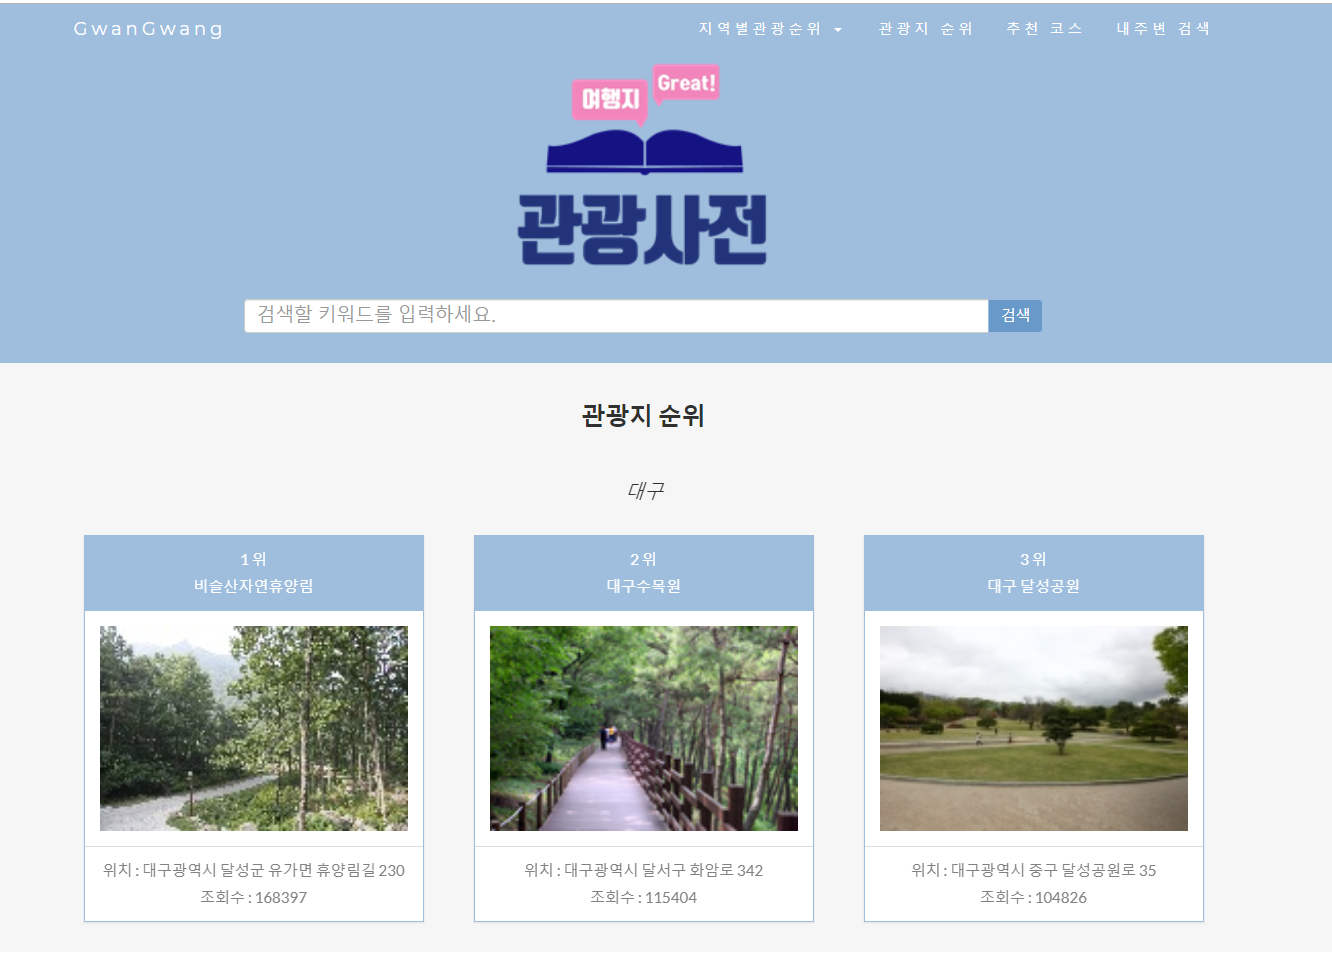 GwanGwang
지역별관광순위
관광지 순위
추천 코스
내주변 검색
여행지
Great!
관광사전
검색할 키워드를 입력하세요.
검색
관광지 순위
대구
1 위
비슬산자연휴양림
위치 : 대구광역시 달성군 유가면 휴양림길 230
조회수 : 168397
2 위
대구수목원
위치 : 대구광역시 달서구 화암로 342
조회수 : 115404
3 위
대구 달성공원
위치 : 대구광역시 중구 달성공원로 35
조회수 : 104826